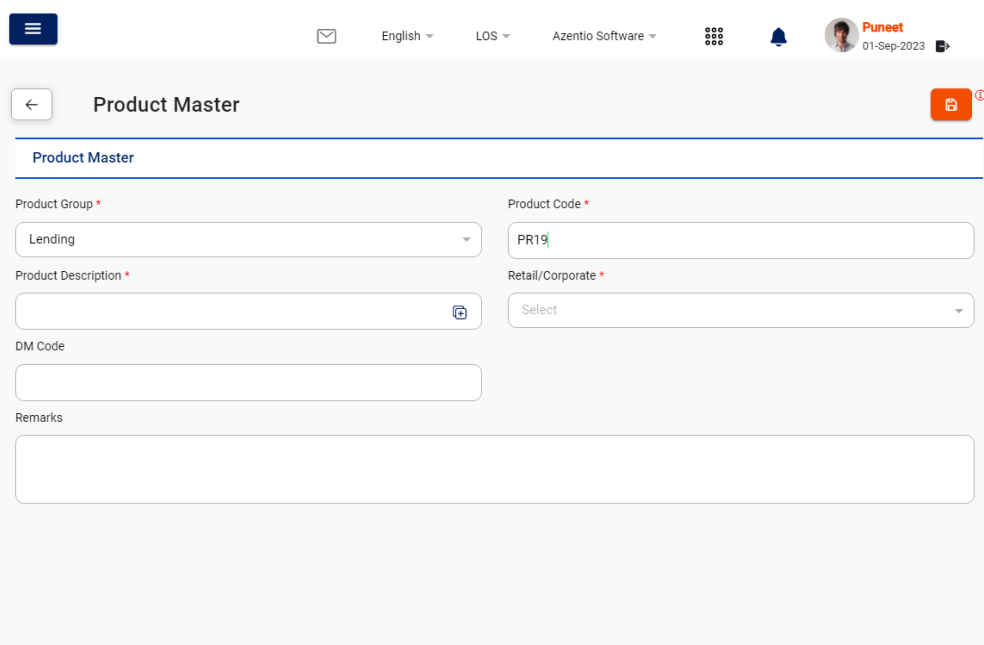 English LOS Azentio Software Puneet
01-Sep-2023
Product Master
Product Master
Product Group * Product Code *
Lending PR19
Product Description * Retail/Corporate *
Select
DM Code
Remarks